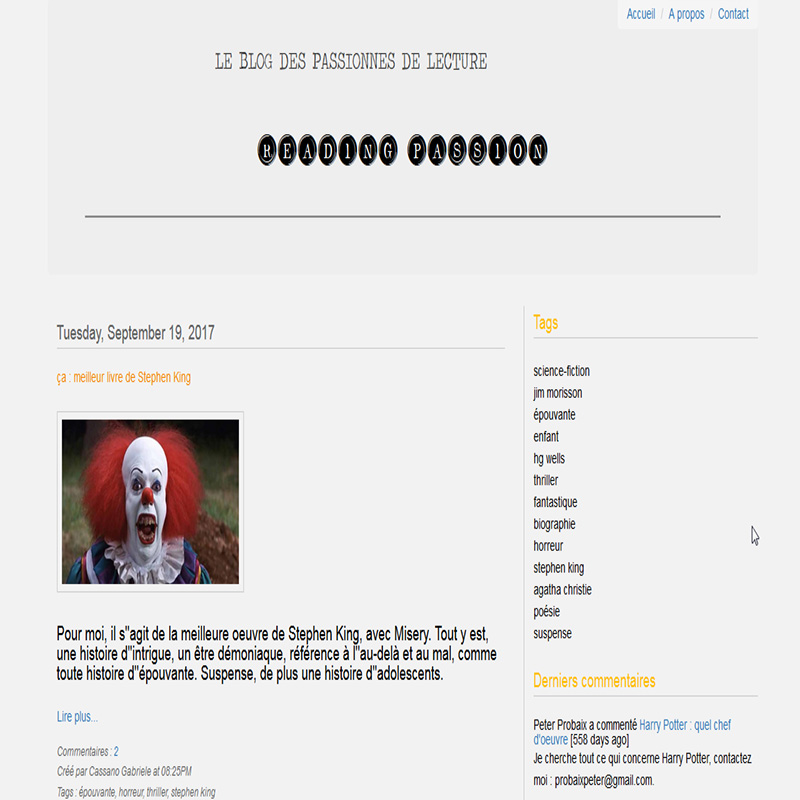 Accueil / A propos / Contact
LE BLOG DES PASSIONNES DE LECTURE
READING PASSION
Tuesday, September 19, 2017
ça : meilleur livre de Stephen King
Pour moi, il s''agit de la meilleure oeuvre de Stephen King, avec Misery. Tout y est,
une histoire d''intrigue, un être démoniaque, référence à l''au-delà et au mal, comme
toute histoire d''épouvante. Suspense, de plus une histoire d''adolescents.
Lire plus...
Commentaires : 2
Créé par Cassano Gabriele at 08:25PM
Tags : épouvante, horreur, thriller, stephen king
Tags
science-fiction
jim morisson
épouvante
enfant
hg wells
thriller
fantastique
biographie
horreur
stephen king
agatha christie
poésie
suspense
Derniers commentaires
Peter Probaix a commenté Harry Potter : quel chef
d'oeuvre [558 days ago]
Je cherche tout ce qui concerne Harry Potter, contactez
moi : probaixpeter@gmail.com.